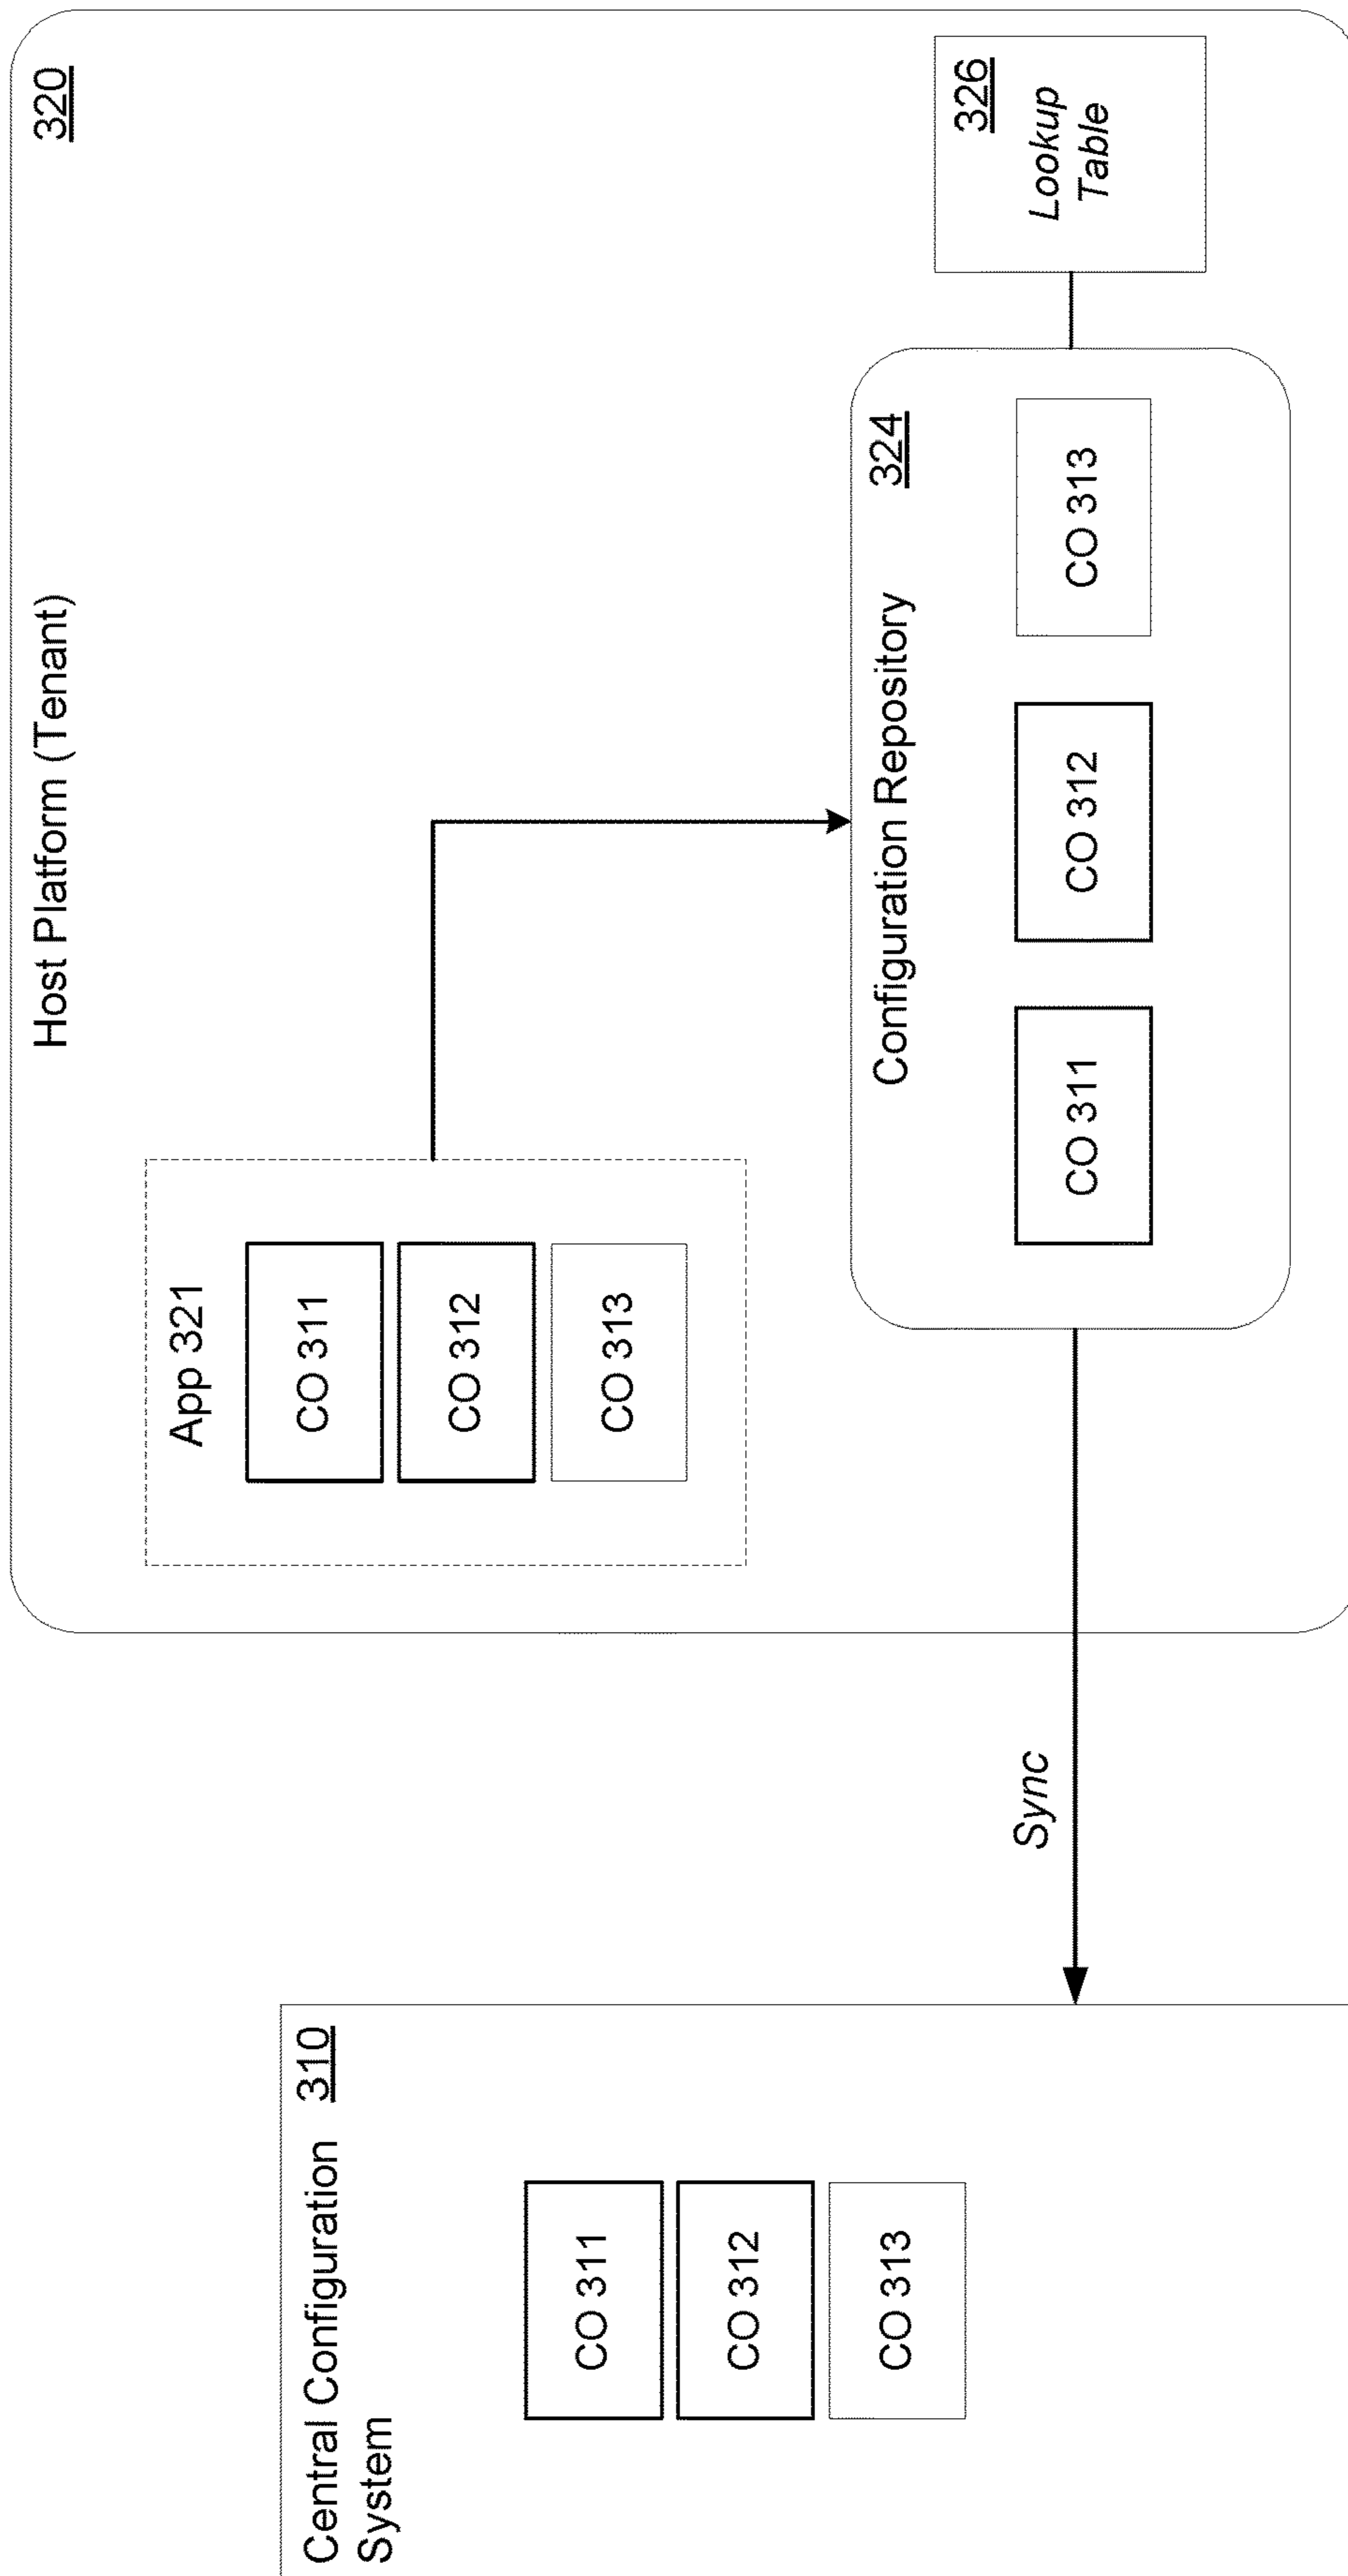 Central Configuration 310
System
CO 311
CO 312
CO 313
Sync
Host Platform (Tenant) 320
App 321
CO 311
CO 312
CO 313
Configuration Repository 324
CO 311 CO 312 CO 313
326
Lookup
Table